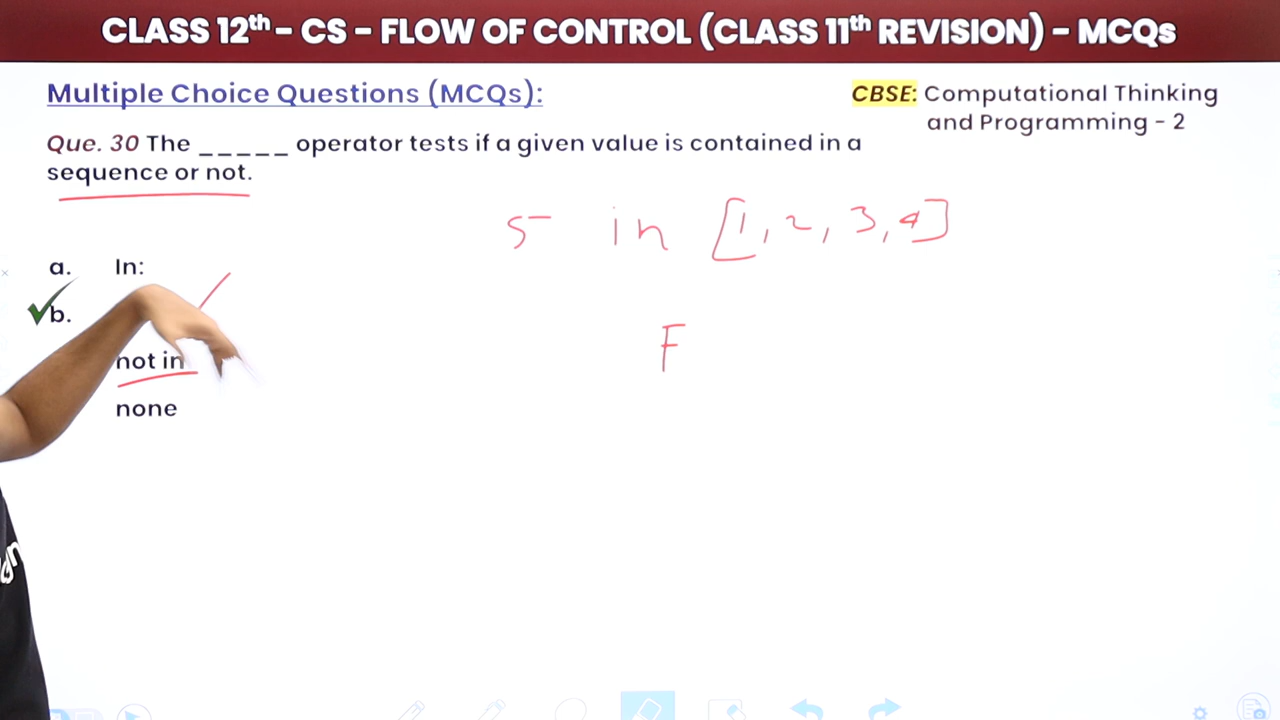 CLASS 12th - CS - FLOW OF CONTROL (CLASS 11th REVISION) - MCQs
Multiple Choice Questions (MCQs):
CBSE: Computational Thinking
and Programming - 2
Que. 30 The _____ operator tests if a given value is contained in a
sequence or not.
5 in [1, 2, 3, 4]
a. In:
b.
F
not in
none